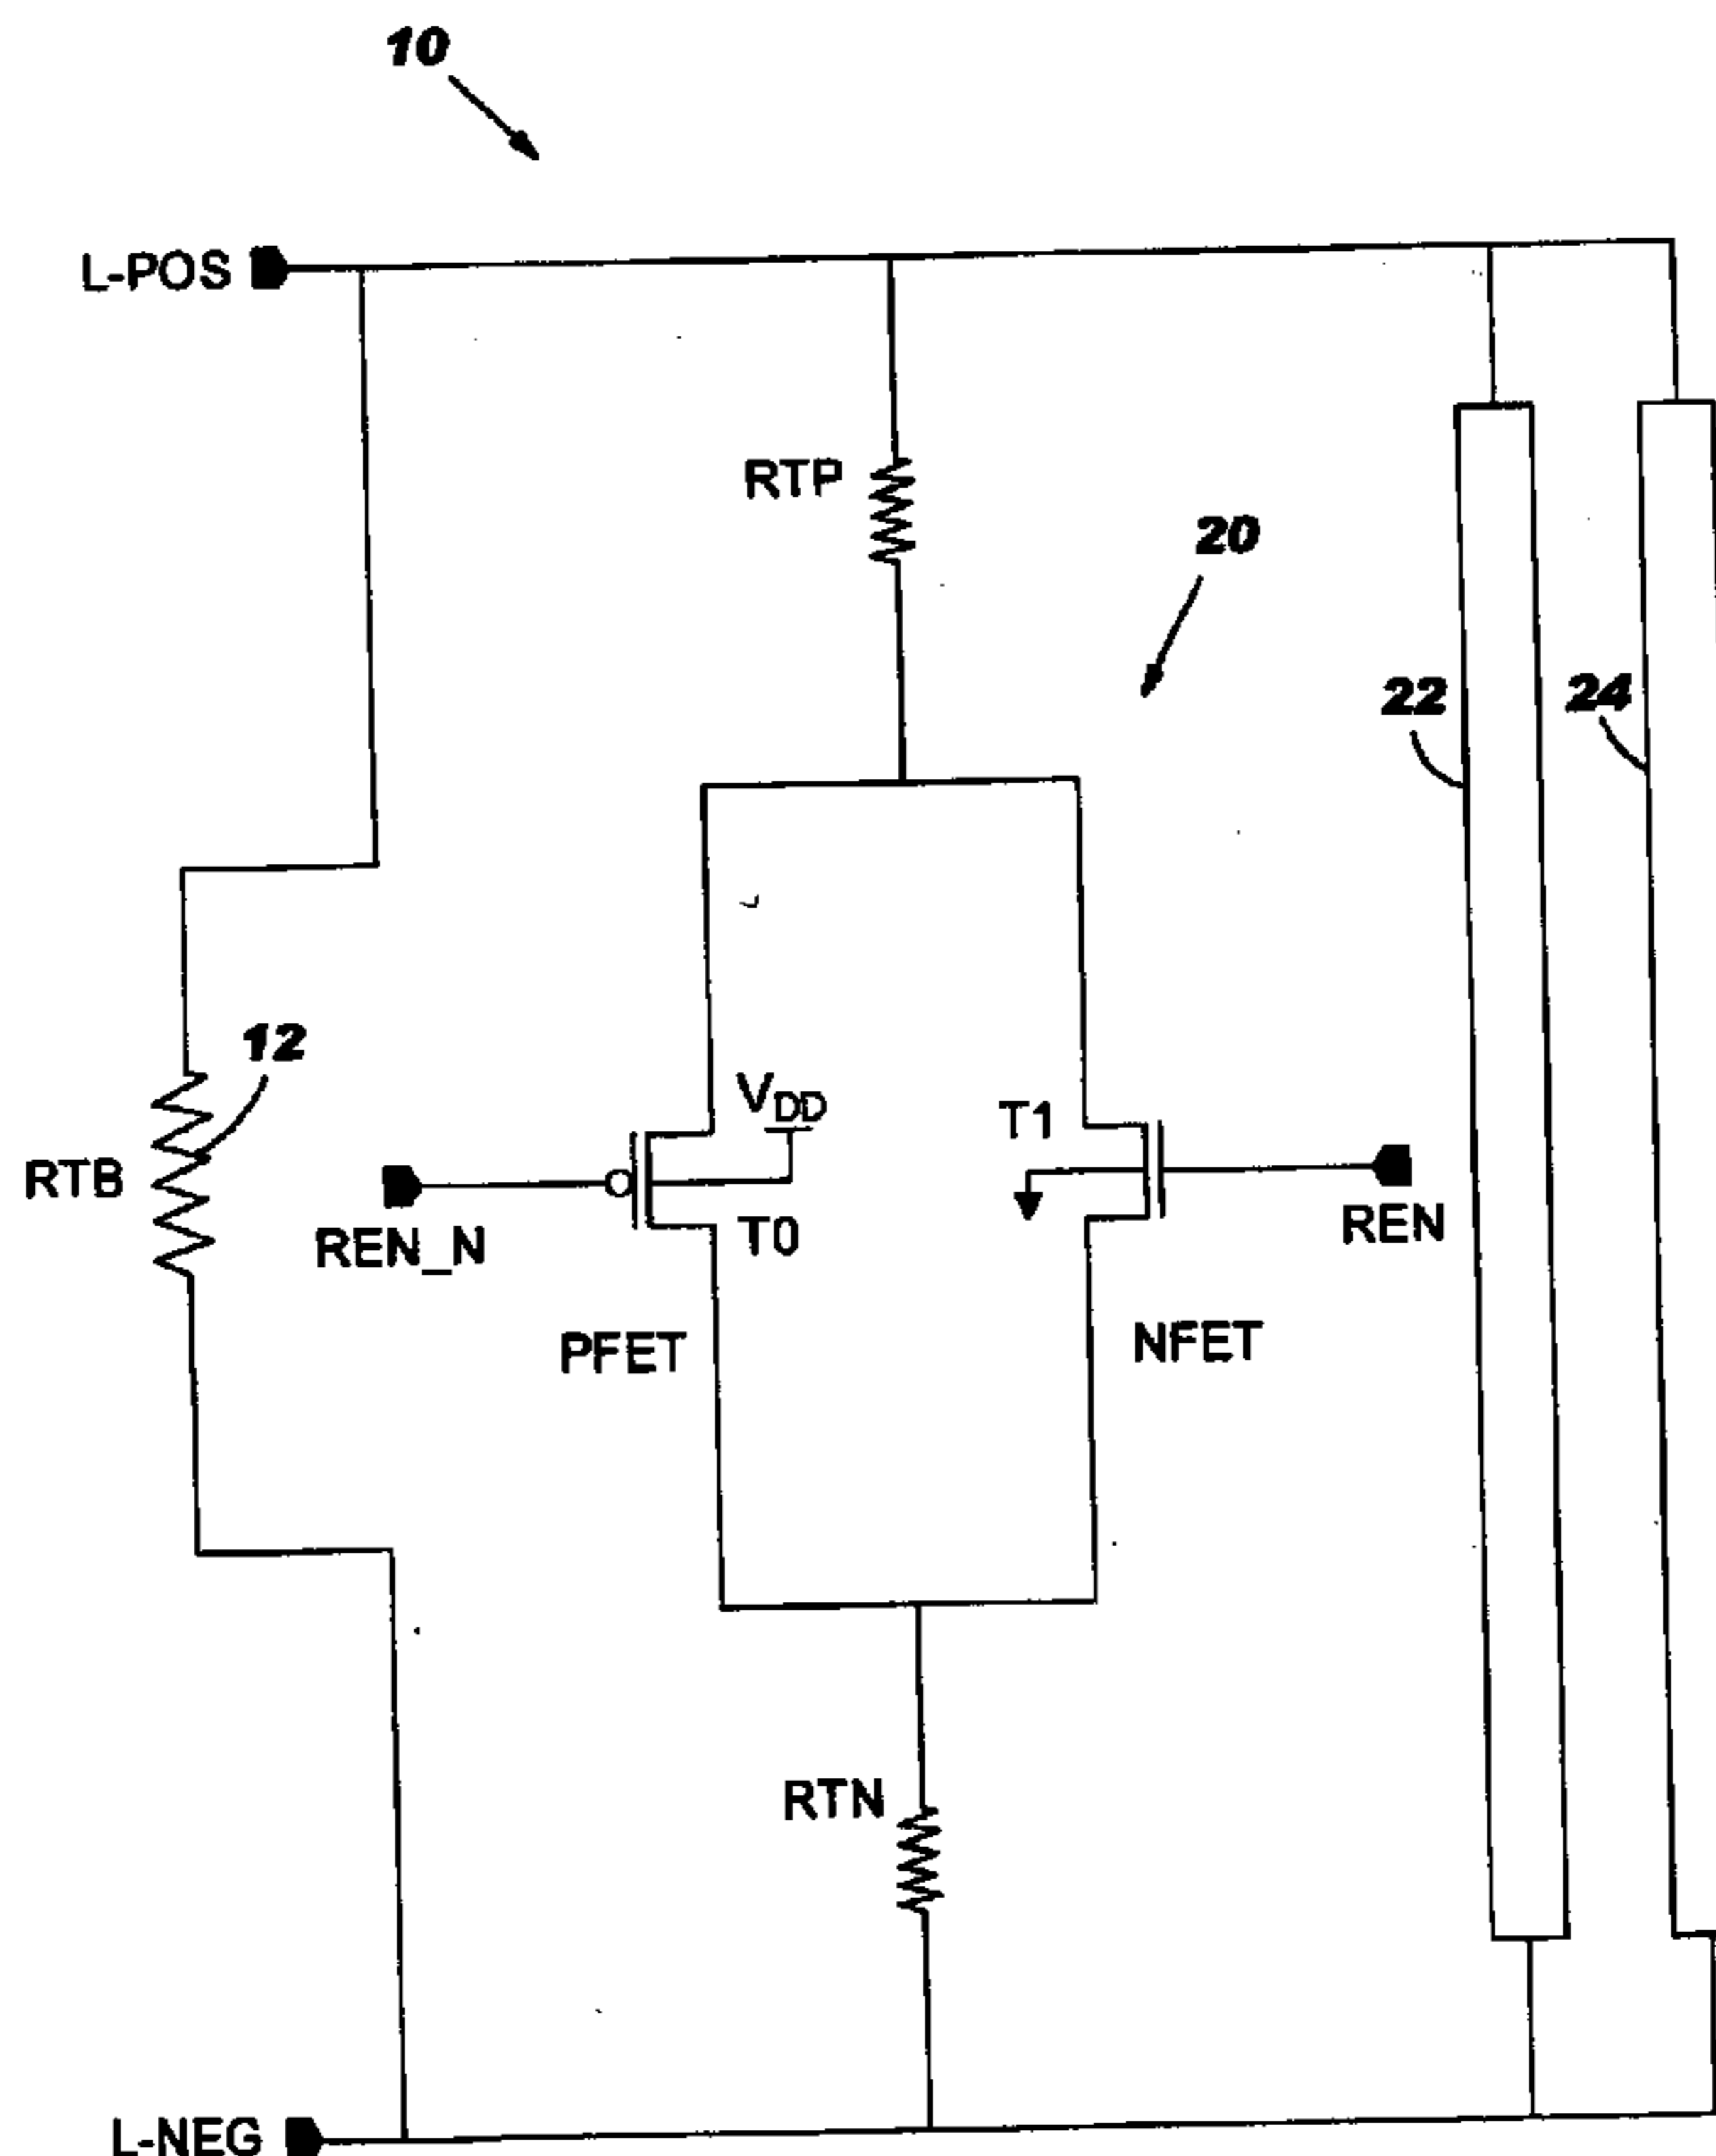 10
L-POS
RTP
20
22
24
12
VDD
T1
RTB
REN_N
T0
REN
PFET
NFET
RTN
L-NEG